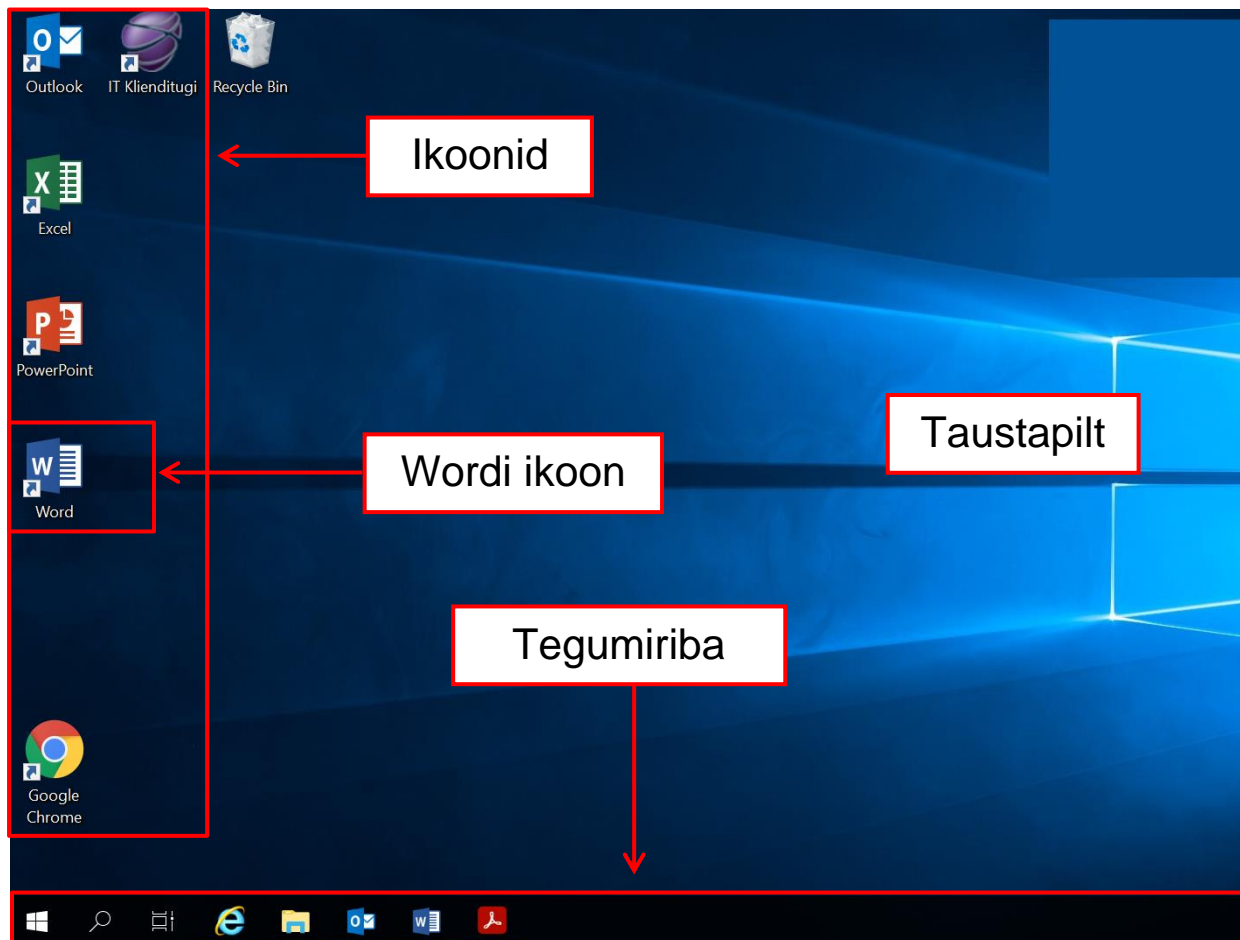 Outlook IT Klienditugi Recycle Bin
Ikoonid
Excel
PowerPoint
Taustapilt
Wordi ikoon
Word
Tegumiriba
Google
Chrome